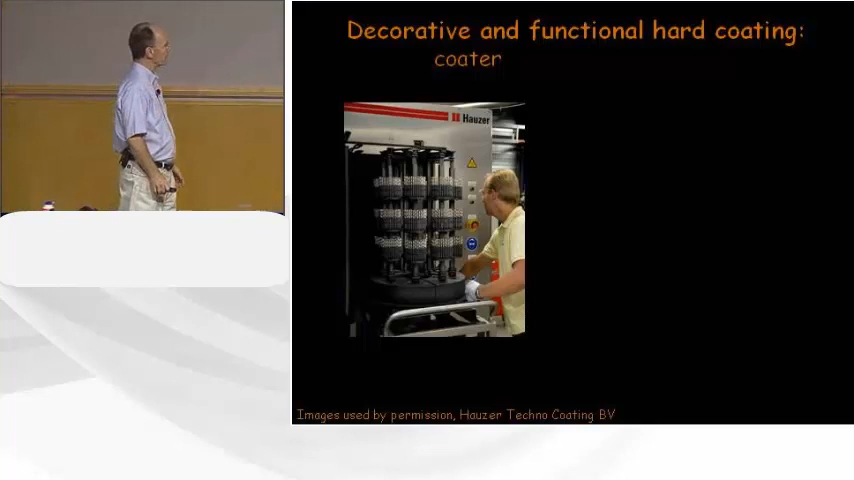 Decorative and functional hard coating:
coater
Hauzer
Images used by permission, Hauzer Techno Coating BV